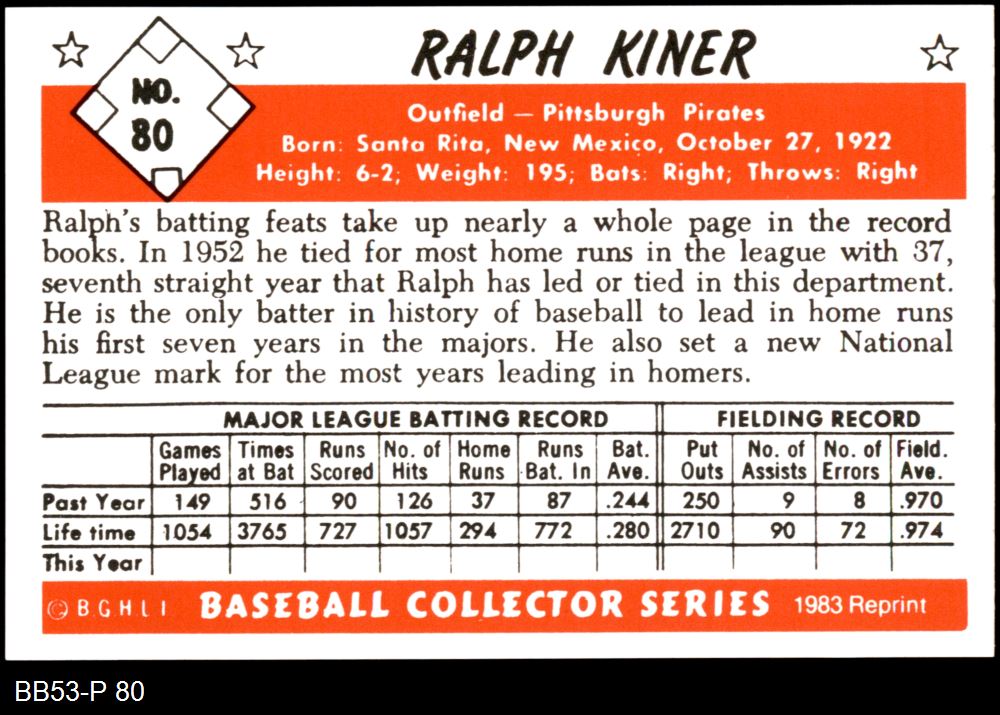 RALPH KINER
NO.
80
Outfield — Pittsburgh Pirates
Born: Santa Rita, New Mexico, October 27, 1922
Height: 6-2; Weight: 195; Bats: Right; Throws: Right
Ralph's batting feats take up nearly a whole page in the record
books. In 1952 he tied for most home runs in the league with 37,
seventh straight year that Ralph has led or tied in this department.
He is the only batter in history of baseball to lead in home runs
his first seven years in the majors. He also set a new National
League mark for the most years leading in homers.
MAJOR LEAGUE BATTING RECORD FIELDING RECORD
Games Times Runs No. of Home Runs Bat. Put No. of No. of Field.
Played at Bat Scored Hits Runs Bat. In Ave. Outs Assists Errors Ave.
Past Year 149 516 90 126 37 87 .244 250 9 8 .970
Life time 1054 3765 727 1057 294 772 .280 2710 90 72 .974
This Year
© B G H L I BASEBALL COLLECTOR SERIES 1983 Reprint
BB53-P 80